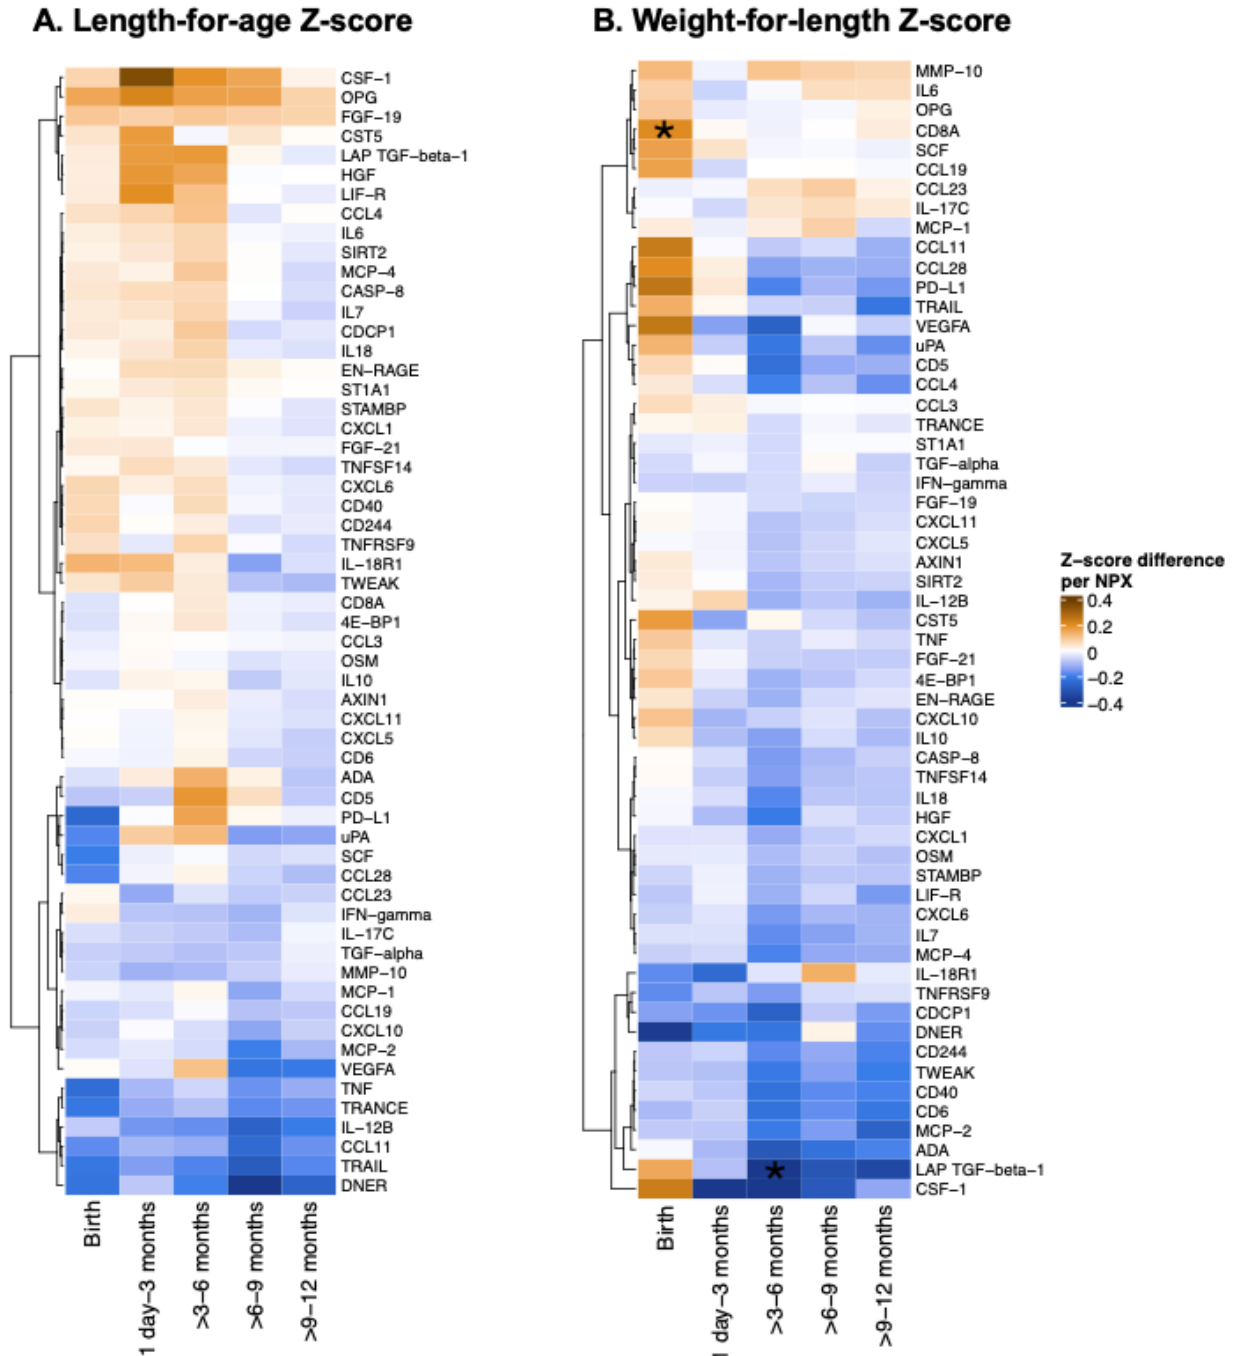 A. Length-for-age Z-score
CSF−1
OPG
FGF−19
CST5
LAP TGF−beta−1
HGF
LIF−R
CCL4
IL6
SIRT2
MCP−4
CASP−8
IL7
CDCP1
IL18
EN−RAGE
ST1A1
STAMBP
CXCL1
FGF−21
TNFSF14
CXCL6
CD40
CD244
TNFRSF9
IL−18R1
TWEAK
CD8A
4E−BP1
CCL3
OSM
IL10
AXIN1
CXCL11
CXCL5
CD6
ADA
CD5
PD−L1
uPA
SCF
CCL28
CCL23
IFN−gamma
IL−17C
TGF−alpha
MMP−10
MCP−1
CCL19
CXCL10
MCP−2
VEGFA
TNF
TRANCE
IL−12B
CCL11
TRAIL
DNER
Birth
1 day−3 months
>3−6 months
>6−9 months
>9−12 months
B. Weight-for-length Z-score
MMP−10
IL6
OPG
CD8A
SCF
CCL19
CCL23
IL−17C
MCP−1
CCL11
CCL28
PD−L1
TRAIL
VEGFA
uPA
CD5
CCL4
CCL3
TRANCE
ST1A1
TGF−alpha
IFN−gamma
FGF−19
CXCL11
CXCL5
AXIN1
SIRT2
IL−12B
CST5
TNF
FGF−21
4E−BP1
EN−RAGE
CXCL10
IL10
CASP−8
TNFSF14
IL18
HGF
CXCL1
OSM
STAMBP
LIF−R
CXCL6
IL7
MCP−4
IL−18R1
TNFRSF9
CDCP1
DNER
CD244
TWEAK
CD40
CD6
MCP−2
ADA
LAP TGF−beta−1
CSF−1
*
*
Birth
1 day−3 months
>3−6 months
>6−9 months
>9−12 months
Z−score difference
per NPX
0.4
0.2
0
−0.2
−0.4